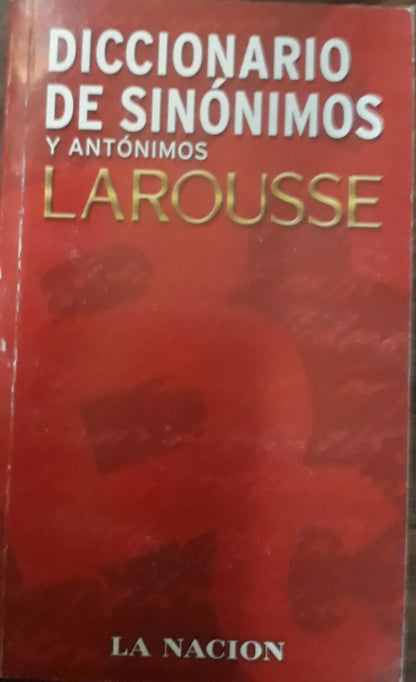 DICCIONARIO
DE SINÓNIMOS
Y ANTÓNIMOS
LAROUSSE
LA NACION